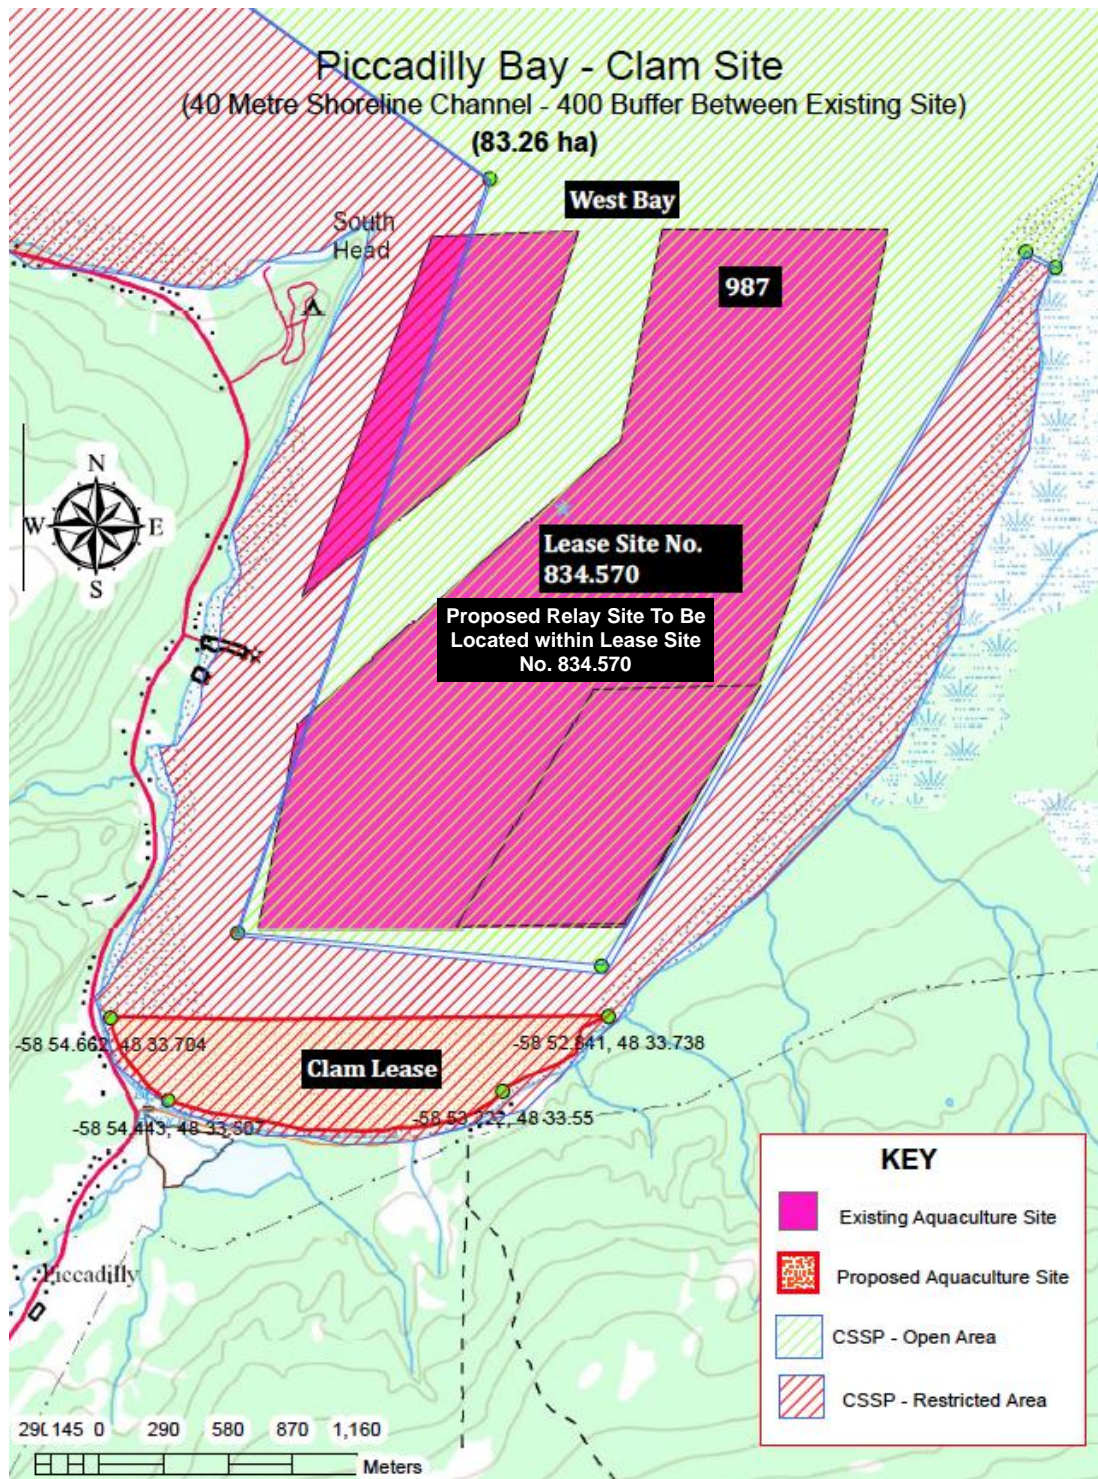 Piccadilly Bay - Clam Site
(40 Metre Shoreline Channel - 400 Buffer Between Existing Site)
(83.26 ha)
West Bay
South
Head
987
N
W
E
S
Lease Site No.
834.570
Proposed Relay Site To Be
Located within Lease Site
No. 834.570
-58 54.662, 48 33.704
-58 52.841, 48 33.738
Clam Lease
-58 54.443, 48 33.507
-58 53.222, 48 33.55
Piccadilly
KEY
Existing Aquaculture Site
Proposed Aquaculture Site
CSSP - Open Area
CSSP - Restricted Area
290 145 0 290 580 870 1,160
Meters